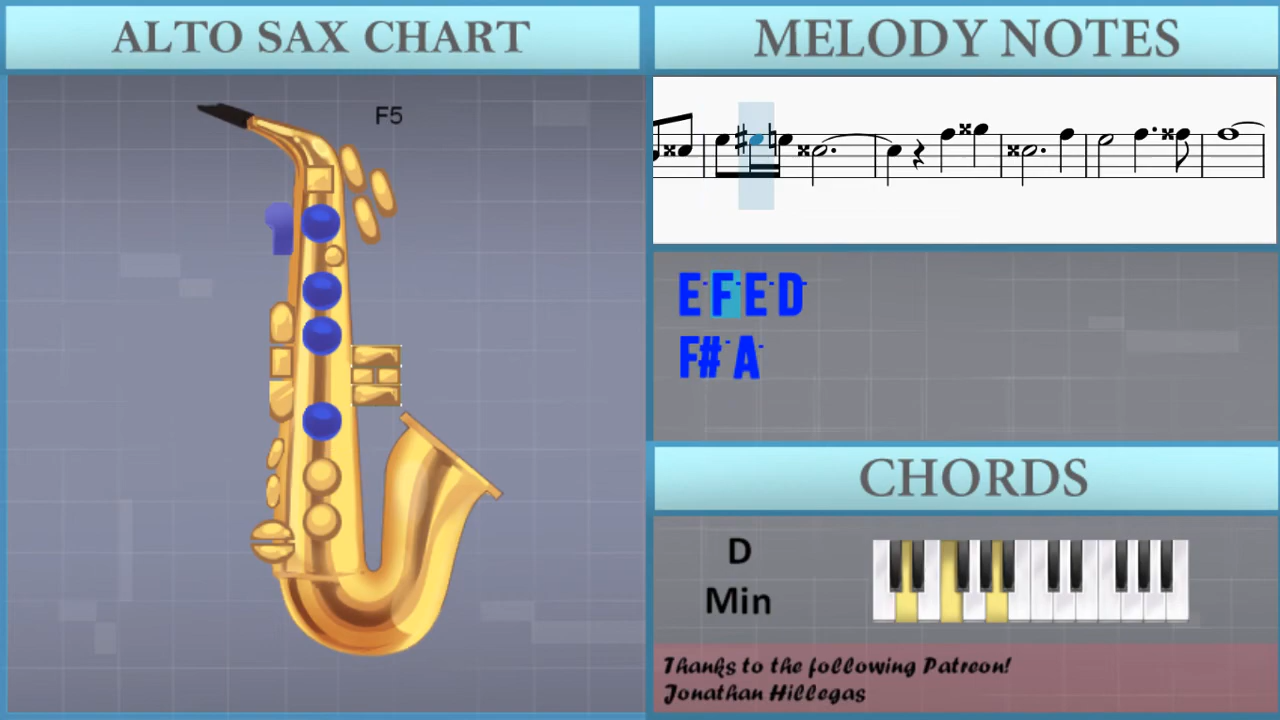 ALTO SAX CHART
F5
MELODY NOTES
E F E D
F# A
CHORDS
D
Min
Thanks to the following Patreon!
Jonathan Hillegas